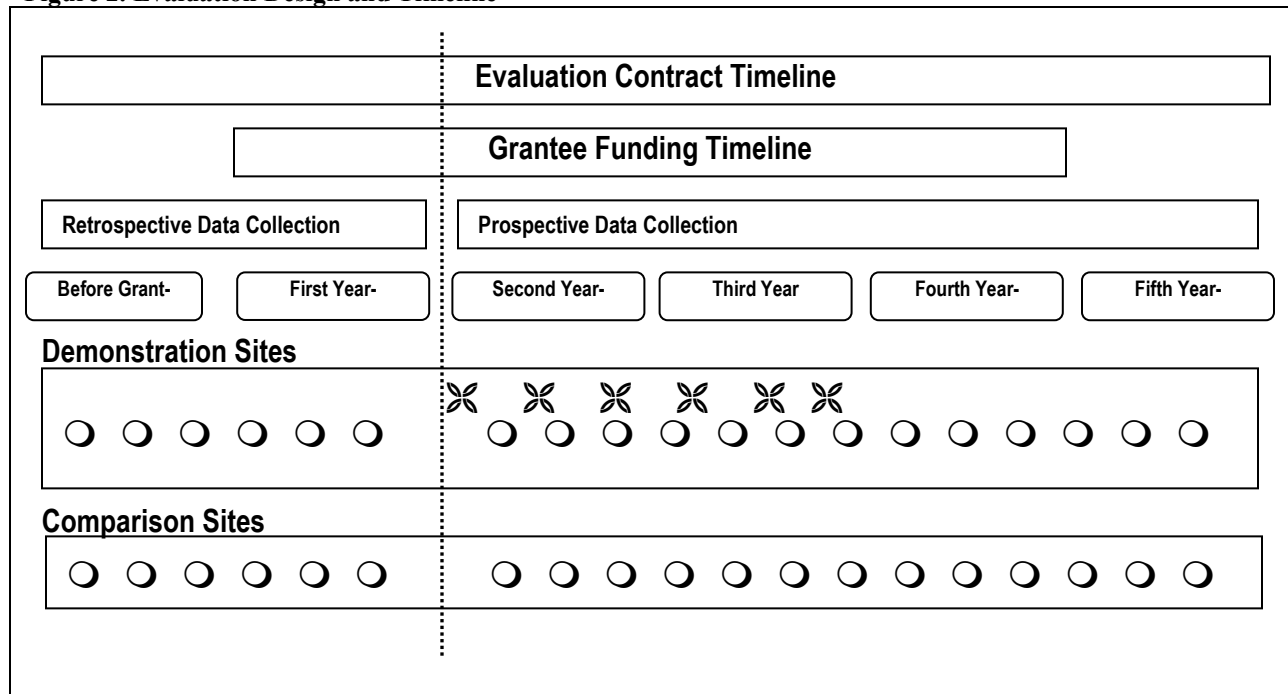 Figure 2. Evaluation Design and Timeline
Evaluation Contract Timeline
Grantee Funding Timeline
Retrospective Data Collection Prospective Data Collection
Before Grant- First Year- Second Year- Third Year Fourth Year- Fifth Year-
Demonstration Sites
Comparison Sites